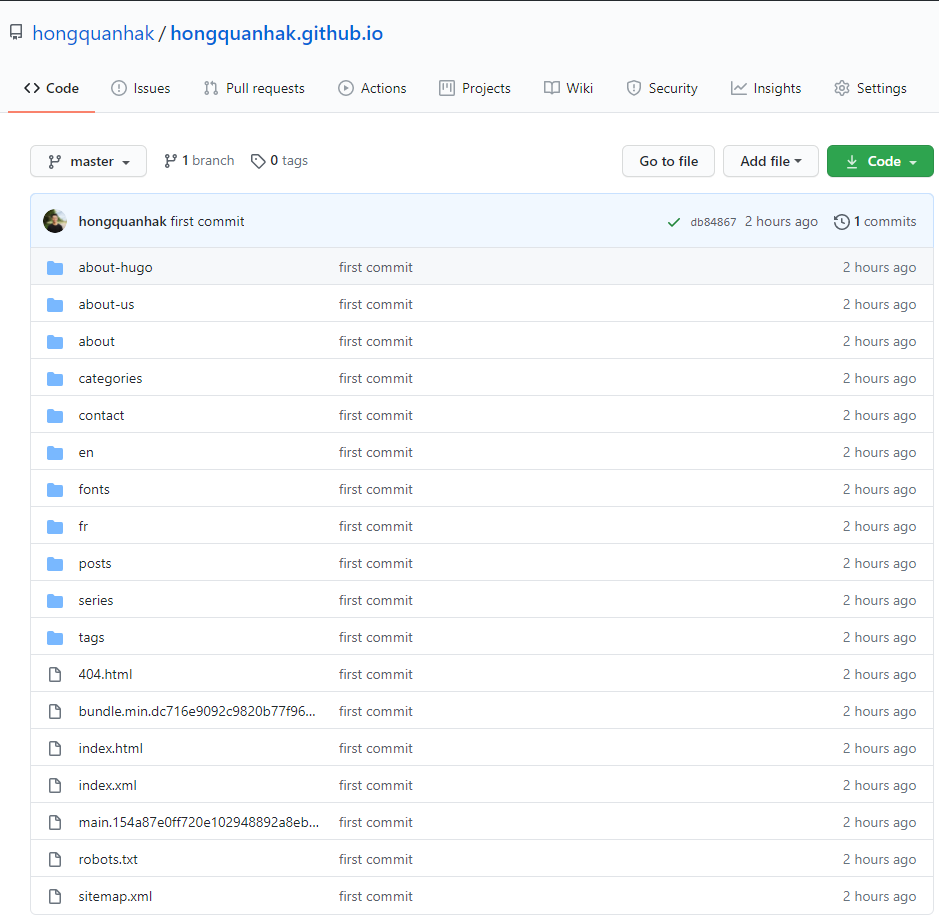 hongquanhak / hongquanhak.github.io
Code Issues Pull requests Actions Projects Wiki Security Insights Settings
master 1 branch 0 tags Go to file Add file Code
hongquanhak first commit db84867 2 hours ago 1 commits
about-hugo first commit 2 hours ago
about-us first commit 2 hours ago
about first commit 2 hours ago
categories first commit 2 hours ago
contact first commit 2 hours ago
en first commit 2 hours ago
fonts first commit 2 hours ago
fr first commit 2 hours ago
posts first commit 2 hours ago
series first commit 2 hours ago
tags first commit 2 hours ago
404.html first commit 2 hours ago
bundle.min.dc716e9092c9820b77f96... first commit 2 hours ago
index.html first commit 2 hours ago
index.xml first commit 2 hours ago
main.154a87e0ff720e102948892a8eb... first commit 2 hours ago
robots.txt first commit 2 hours ago
sitemap.xml first commit 2 hours ago